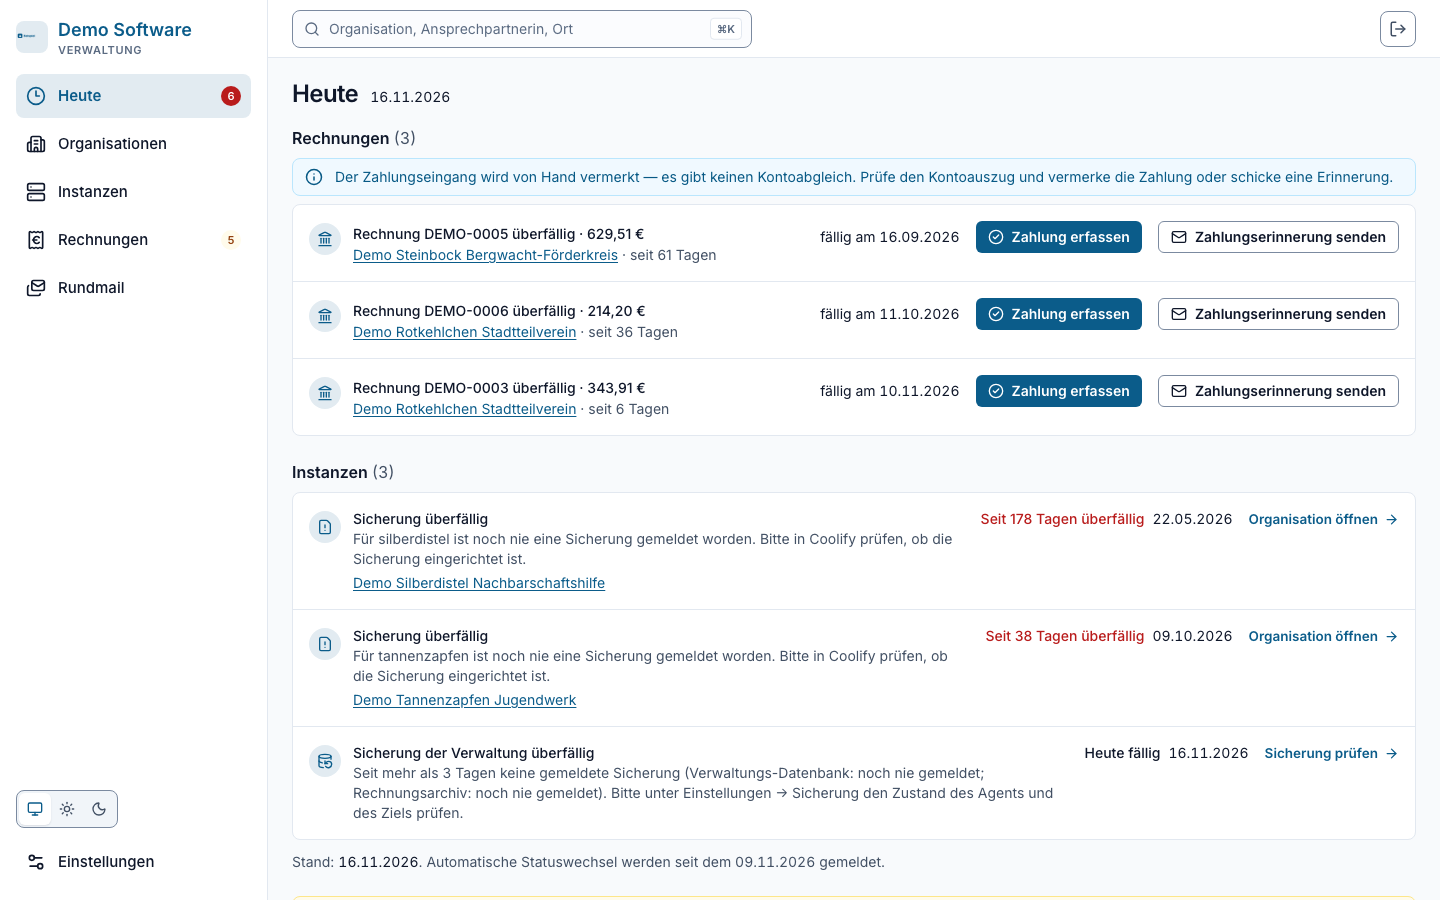 Demo Software
VERWALTUNG
Heute 6
Organisationen
Instanzen
Rechnungen 5
Rundmail
Einstellungen
Organisation, Ansprechpartnerin, Ort ⌘K
Heute 16.11.2026
Rechnungen (3)
Der Zahlungseingang wird von Hand vermerkt — es gibt keinen Kontoabgleich. Prüfe den Kontoauszug und vermerke die Zahlung oder schicke eine Erinnerung.
Rechnung DEMO-0005 überfällig · 629,51 €
Demo Steinbock Bergwacht-Förderkreis · seit 61 Tagen
fällig am 16.09.2026 Zahlung erfassen Zahlungserinnerung senden
Rechnung DEMO-0006 überfällig · 214,20 €
Demo Rotkehlchen Stadtteilverein · seit 36 Tagen
fällig am 11.10.2026 Zahlung erfassen Zahlungserinnerung senden
Rechnung DEMO-0003 überfällig · 343,91 €
Demo Rotkehlchen Stadtteilverein · seit 6 Tagen
fällig am 10.11.2026 Zahlung erfassen Zahlungserinnerung senden
Instanzen (3)
Sicherung überfällig
Für silberdistel ist noch nie eine Sicherung gemeldet worden. Bitte in Coolify prüfen, ob die
Sicherung eingerichtet ist.
Demo Silberdistel Nachbarschaftshilfe
Seit 178 Tagen überfällig 22.05.2026 Organisation öffnen →
Sicherung überfällig
Für tannenzapfen ist noch nie eine Sicherung gemeldet worden. Bitte in Coolify prüfen, ob
die Sicherung eingerichtet ist.
Demo Tannenzapfen Jugendwerk
Seit 38 Tagen überfällig 09.10.2026 Organisation öffnen →
Sicherung der Verwaltung überfällig
Seit mehr als 3 Tagen keine gemeldete Sicherung (Verwaltungs-Datenbank: noch nie gemeldet;
Rechnungsarchiv: noch nie gemeldet). Bitte unter Einstellungen → Sicherung den Zustand des Agents und
des Ziels prüfen.
Heute fällig 16.11.2026 Sicherung prüfen →
Stand: 16.11.2026. Automatische Statuswechsel werden seit dem 09.11.2026 gemeldet.